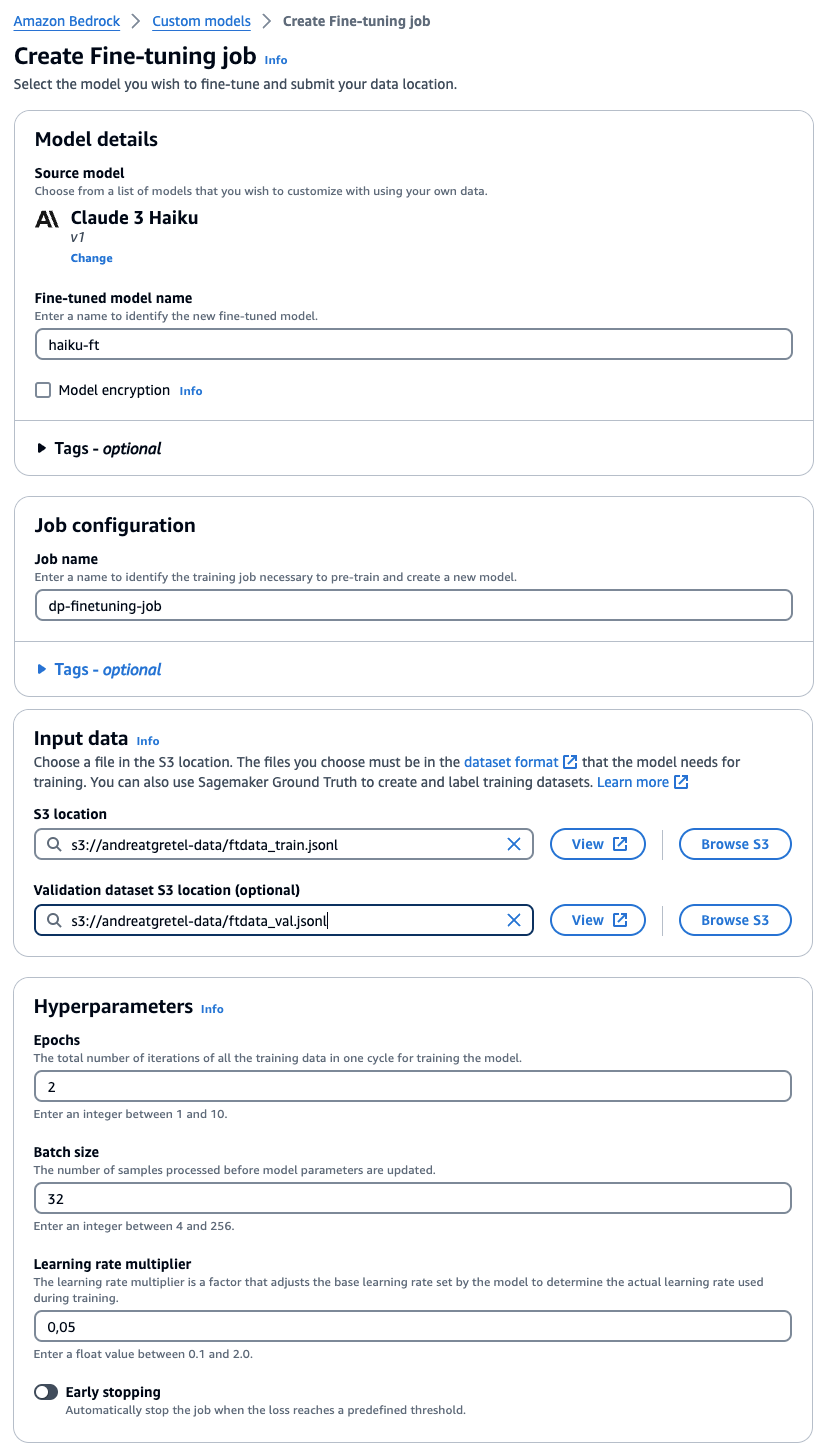 Amazon Bedrock > Custom models > Create Fine-tuning job
Create Fine-tuning job Info
Select the model you wish to fine-tune and submit your data location.
Model details
Source model
Choose from a list of models that you wish to customize with using your own data.
Claude 3 Haiku
v1
Change
Fine-tuned model name
Enter a name to identify the new fine-tuned model.
haiku-ft
Model encryption Info
Tags - optional
Job configuration
Job name
Enter a name to identify the training job necessary to pre-train and create a new model.
dp-finetuning-job
Tags - optional
Input data Info
Choose a file in the S3 location. The files you choose must be in the dataset format that the model needs for
training. You can also use Sagemaker Ground Truth to create and label training datasets. Learn more
S3 location
s3://andreatgretel-data/ftdata_train.jsonl View Browse S3
Validation dataset S3 location (optional)
s3://andreatgretel-data/ftdata_val.jsonl View Browse S3
Hyperparameters Info
Epochs
The total number of iterations of all the training data in one cycle for training the model.
2
Enter an integer between 1 and 10.
Batch size
The number of samples processed before model parameters are updated.
32
Enter an integer between 4 and 256.
Learning rate multiplier
The learning rate multiplier is a factor that adjusts the base learning rate set by the model to determine the actual learning rate used
during training.
0,05
Enter a float value between 0.1 and 2.0.
Early stopping
Automatically stop the job when the loss reaches a predefined threshold.